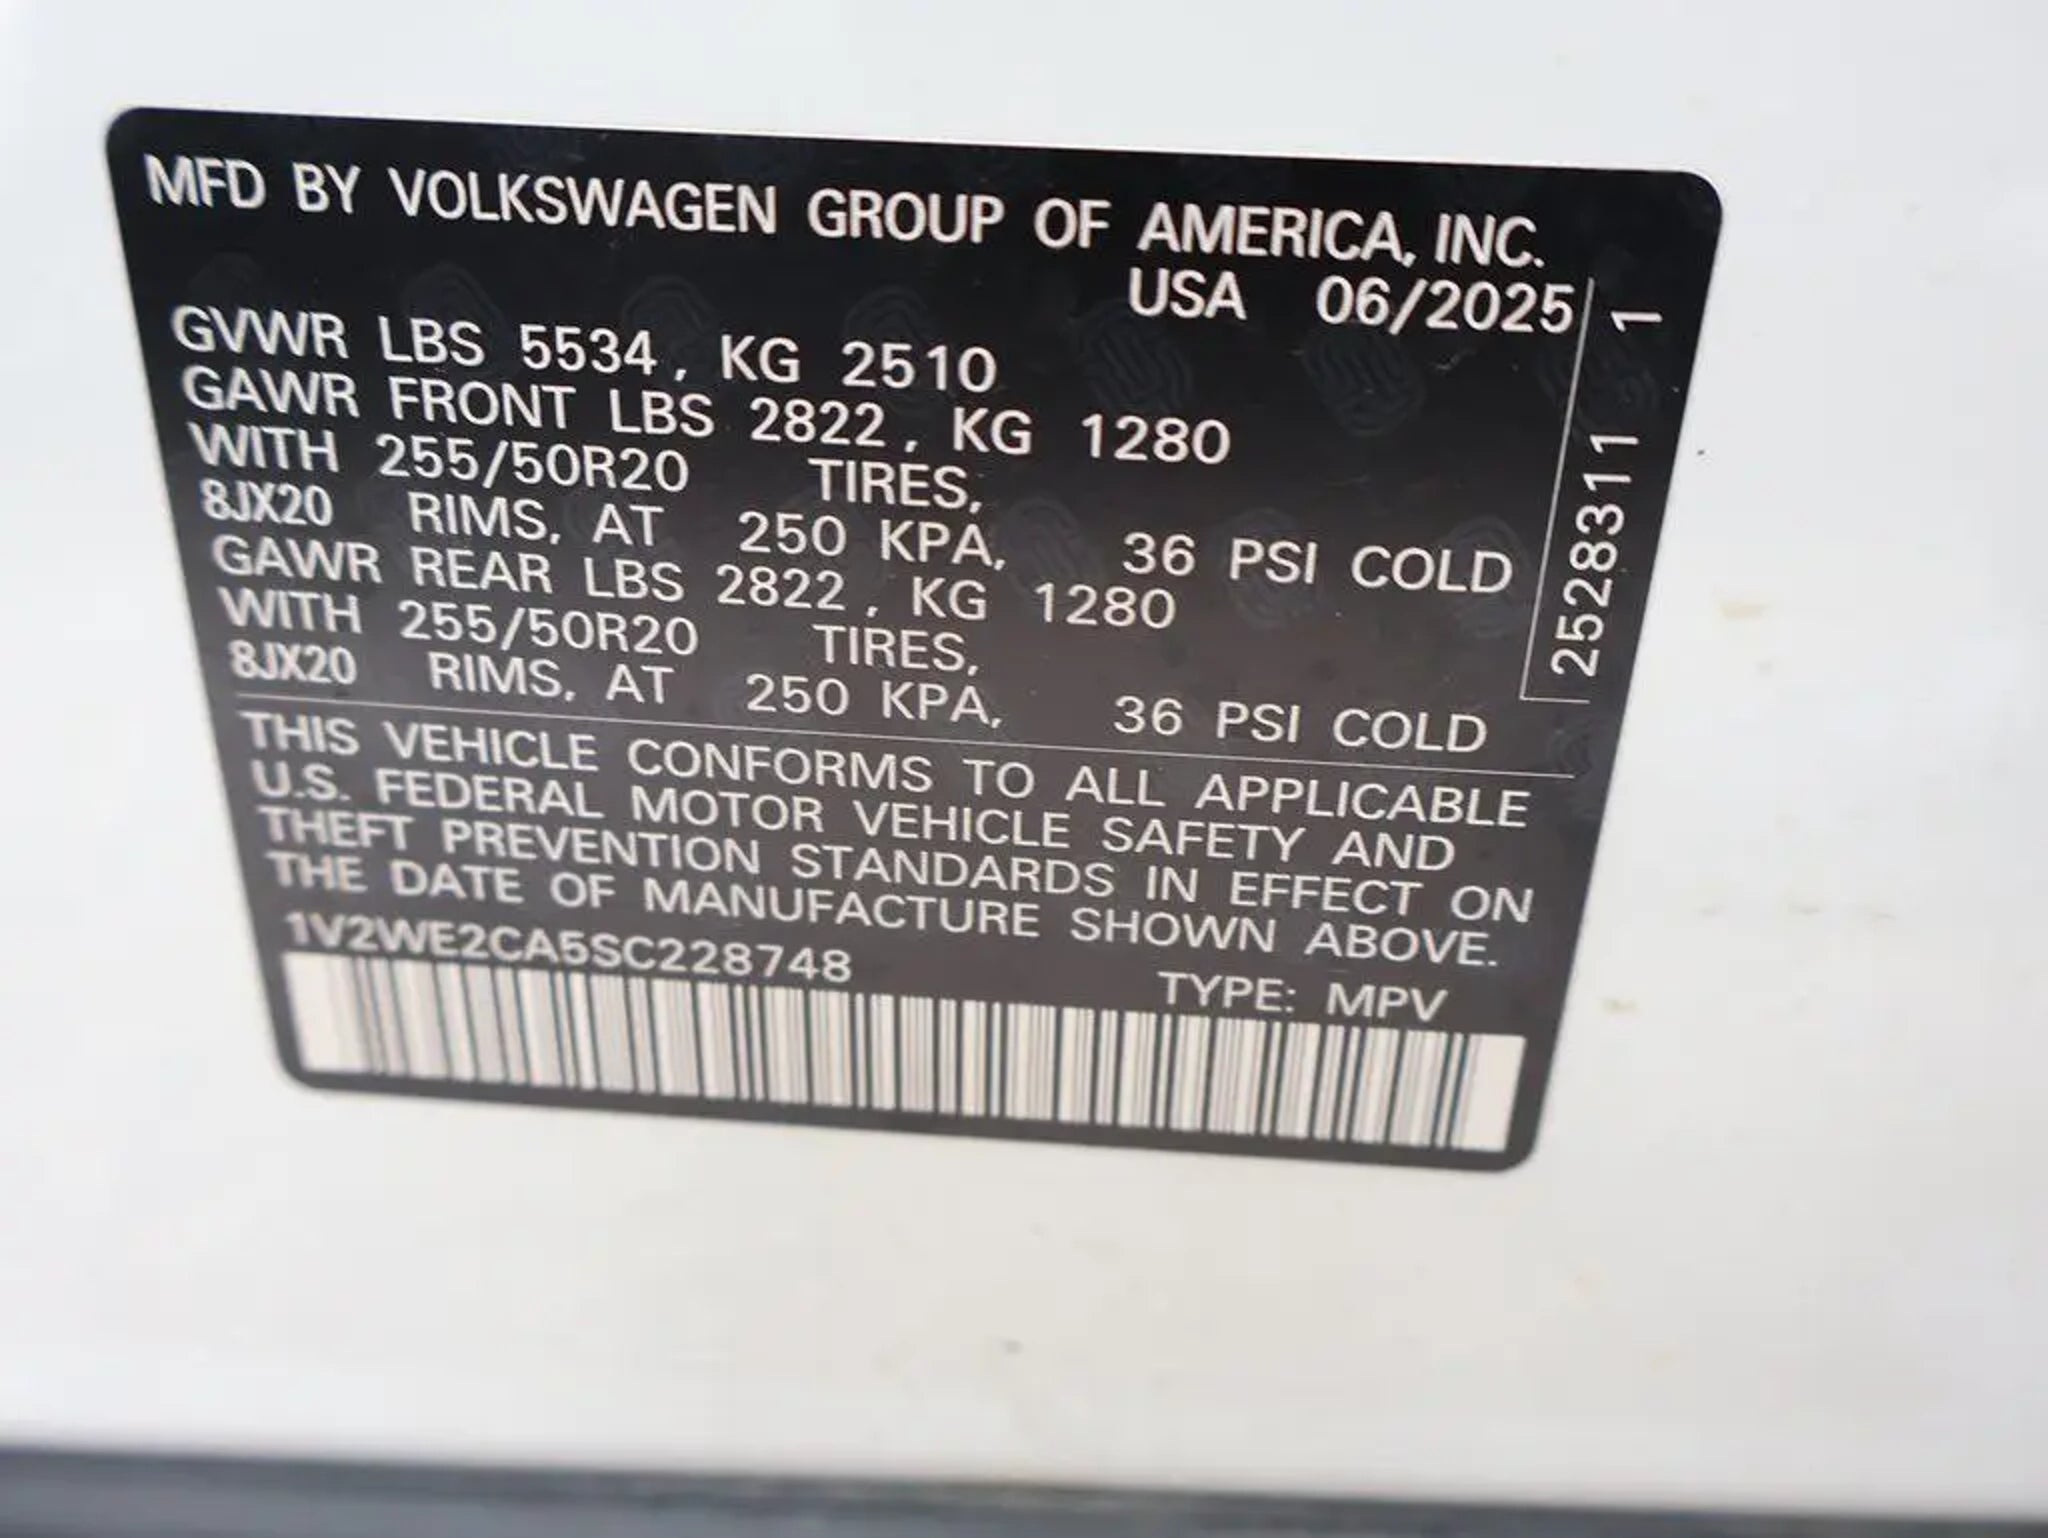 MFD BY VOLKSWAGEN GROUP OF AMERICA, INC.
USA 06/2025
GVWR LBS 5534, KG 2510
GAWR FRONT LBS 2822, KG 1280
WITH 255/50R20 TIRES,
8JX20 RIMS, AT 250 KPA, 36 PSI COLD
GAWR REAR LBS 2822, KG 1280
WITH 255/50R20 TIRES,
8JX20 RIMS, AT 250 KPA, 36 PSI COLD
2528311 1
THIS VEHICLE CONFORMS TO ALL APPLICABLE
U.S. FEDERAL MOTOR VEHICLE SAFETY AND
THEFT PREVENTION STANDARDS IN EFFECT ON
THE DATE OF MANUFACTURE SHOWN ABOVE.
1V2WE2CA5SC228748
TYPE: MPV